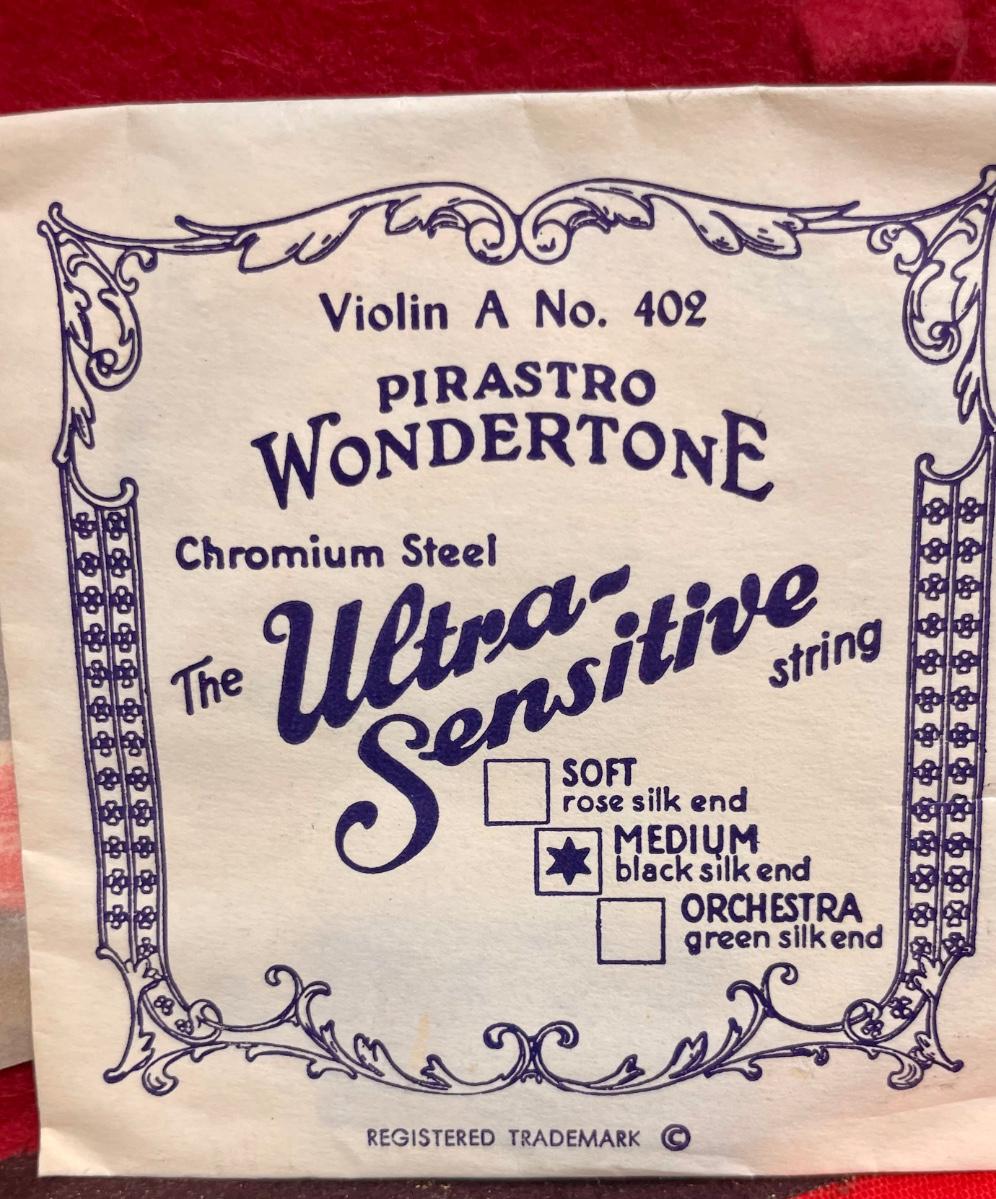 Violin A No. 402
PIRASTRO
WONDERTONE
Chromium Steel
The Ultra-
Sensitive string
SOFT
rose silk end
MEDIUM
black silk end
ORCHESTRA
green silk end
REGISTERED TRADEMARK ©